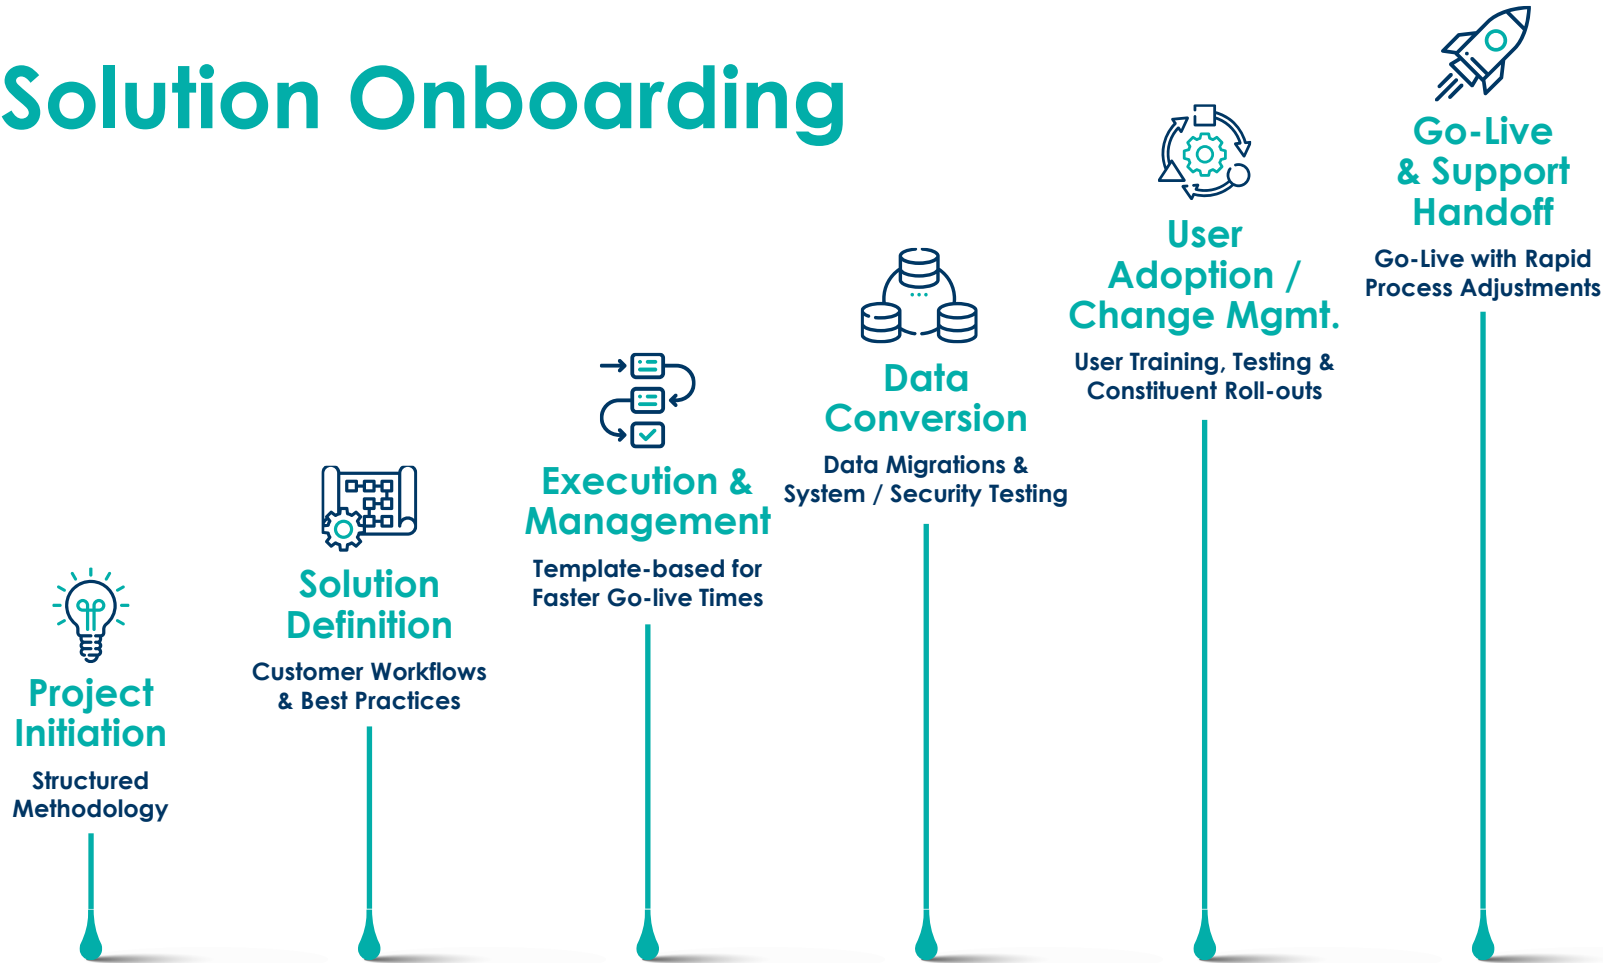 Solution Onboarding
Project
Initiation
Structured
Methodology
Solution
Definition
Customer Workflows
& Best Practices
Execution &
Management
Template-based for
Faster Go-live Times
Data
Conversion
Data Migrations &
System / Security Testing
User
Adoption /
Change Mgmt.
User Training, Testing &
Constituent Roll-outs
Go-Live
& Support
Handoff
Go-Live with Rapid
Process Adjustments